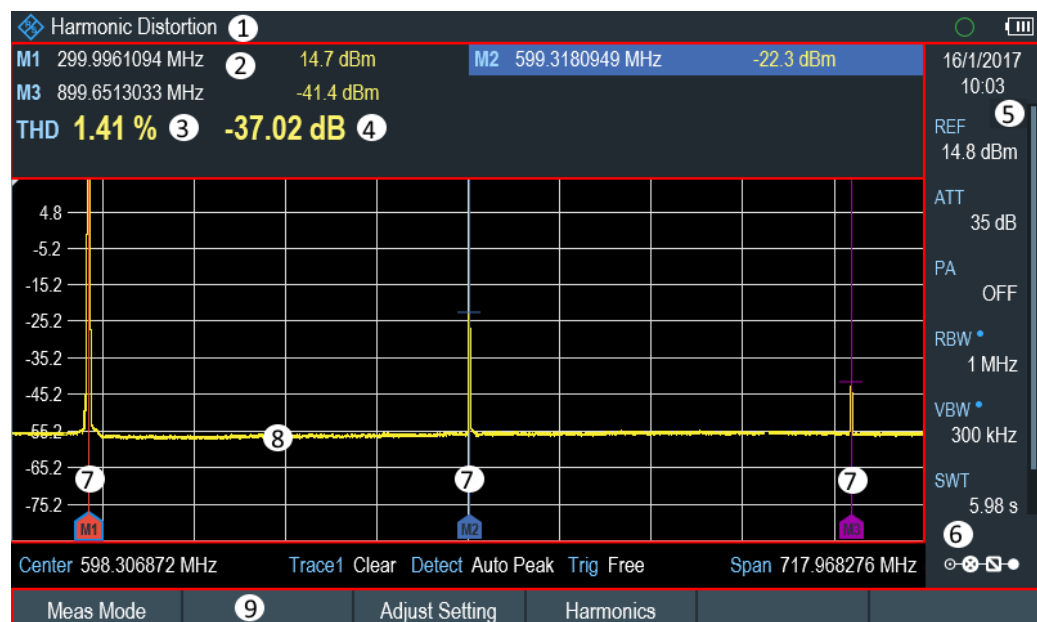 Harmonic Distortion 1
M1 299.9961094 MHz 2 14.7 dBm M2 599.3180949 MHz -22.3 dBm
M3 899.6513033 MHz -41.4 dBm
THD 1.41 % 3 -37.02 dB 4
16/1/2017
10:03
5
REF
14.8 dBm
ATT
35 dB
PA
OFF
RBW
1 MHz
VBW
300 kHz
SWT
5.98 s
6
4.8
-5.2
-15.2
-25.2
-35.2
-45.2
-55.2
8
-65.2
7 7 7
-75.2
M1 M2 M3
Center 598.306872 MHz Trace1 Clear Detect Auto Peak Trig Free Span 717.968276 MHz
Meas Mode 9 Adjust Setting Harmonics